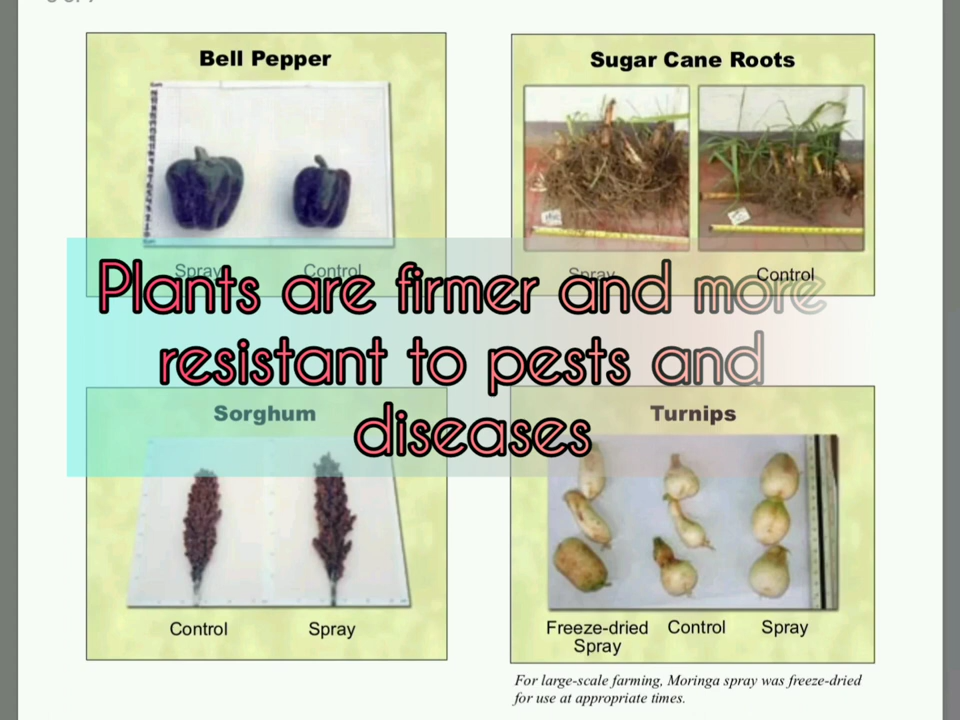 Bell Pepper
Spray
Control
Sugar Cane Roots
Spray
Control
Plants are firmer and more
resistant to pests and
diseases
Sorghum
Control
Spray
Turnips
Freeze-dried
Spray
Control
Spray
For large-scale farming, Moringa spray was freeze-dried
for use at appropriate times.